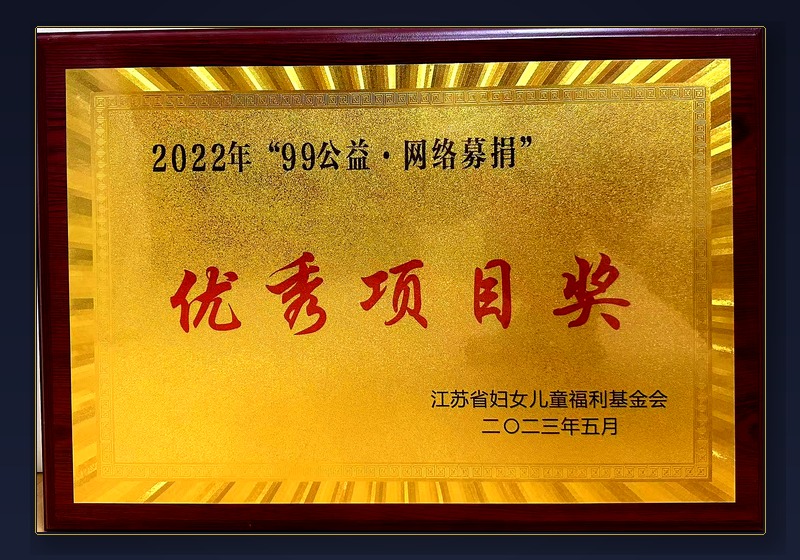 2022年“99公益·网络募捐”
优秀项目奖
江苏省妇女儿童福利基金会
二〇二三年五月